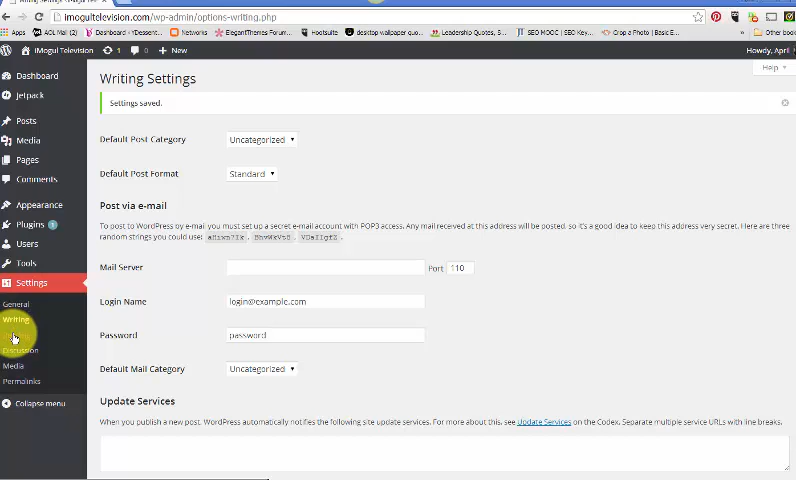 imogultelevision.com/wp-admin/options-writing.php
Apps AOL Mail (2) Dashboard ‹ YDessent... Networks ElegantThemes Forum... Hootsuite desktop wallpaper quo... Leadership Quotes, S... SEO MOOC | SEO Key... Crop a Photo | Basic E... Other book
iMogul Television 1 0 + New Howdy, April
Help
Dashboard
Jetpack
Posts
Media
Pages
Comments
Appearance
Plugins 1
Users
Tools
Settings
General
Writing
Discussion
Media
Permalinks
Collapse menu
Writing Settings
Settings saved.
Default Post Category Uncategorized
Default Post Format Standard
Post via e-mail
To post to WordPress by e-mail you must set up a secret e-mail account with POP3 access. Any mail received at this address will be posted, so it's a good idea to keep this address very secret. Here are three
random strings you could use:
Mail Server Port 110
Login Name login@example.com
Password password
Default Mail Category Uncategorized
Update Services
When you publish a new post, WordPress automatically notifies the following site update services. For more about this, see Update Services on the Codex. Separate multiple service URLs with line breaks.